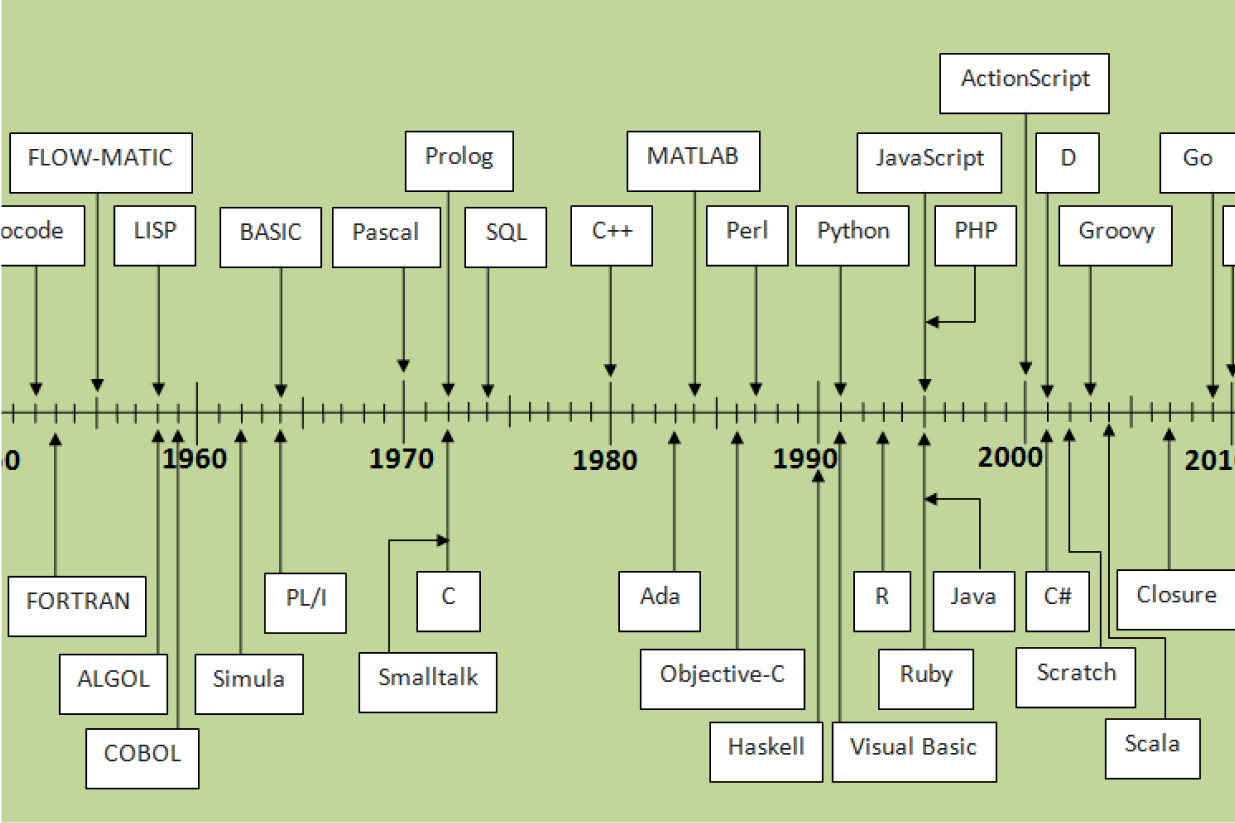 ActionScript
FLOW-MATIC
Prolog
MATLAB
JavaScript
D
Go
ocode
LISP
BASIC
Pascal
SQL
C++
Perl
Python
PHP
Groovy
0
1960
1970
1980
1990
2000
201
FORTRAN
PL/I
C
Ada
R
Java
C#
Closure
ALGOL
Simula
Smalltalk
Objective-C
Ruby
Scratch
COBOL
Haskell
Visual Basic
Scala